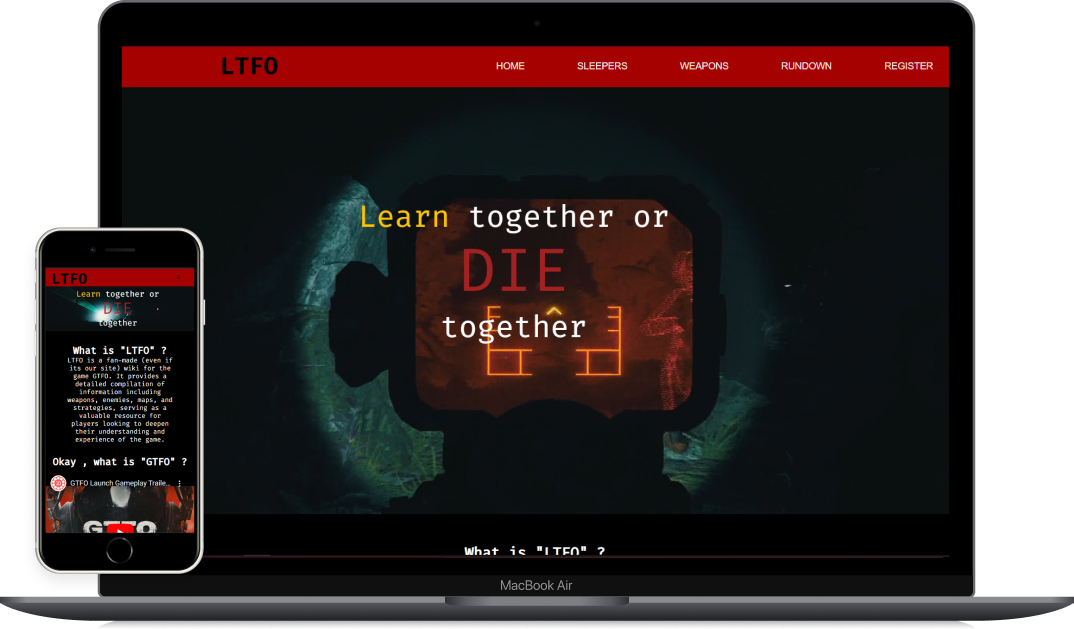 LTFO
HOME SLEEPERS WEAPONS RUNDOWN REGISTER
Learn together or
DIE
together
What is "LTFO" ?
MacBook Air
LTFO
Learn together or
DIE
together
What is "LTFO" ?
LTFO is a fan-made (even if
its our site) wiki for the
game GTFO. It provides a
detailed compilation of
information including
weapons, enemies, maps, and
strategies, serving as a
valuable resource for
players looking to deepen
their understanding and
experience of the game.
Okay , what is "GTFO" ?
GTFO Launch Gameplay Traile...
GTFO